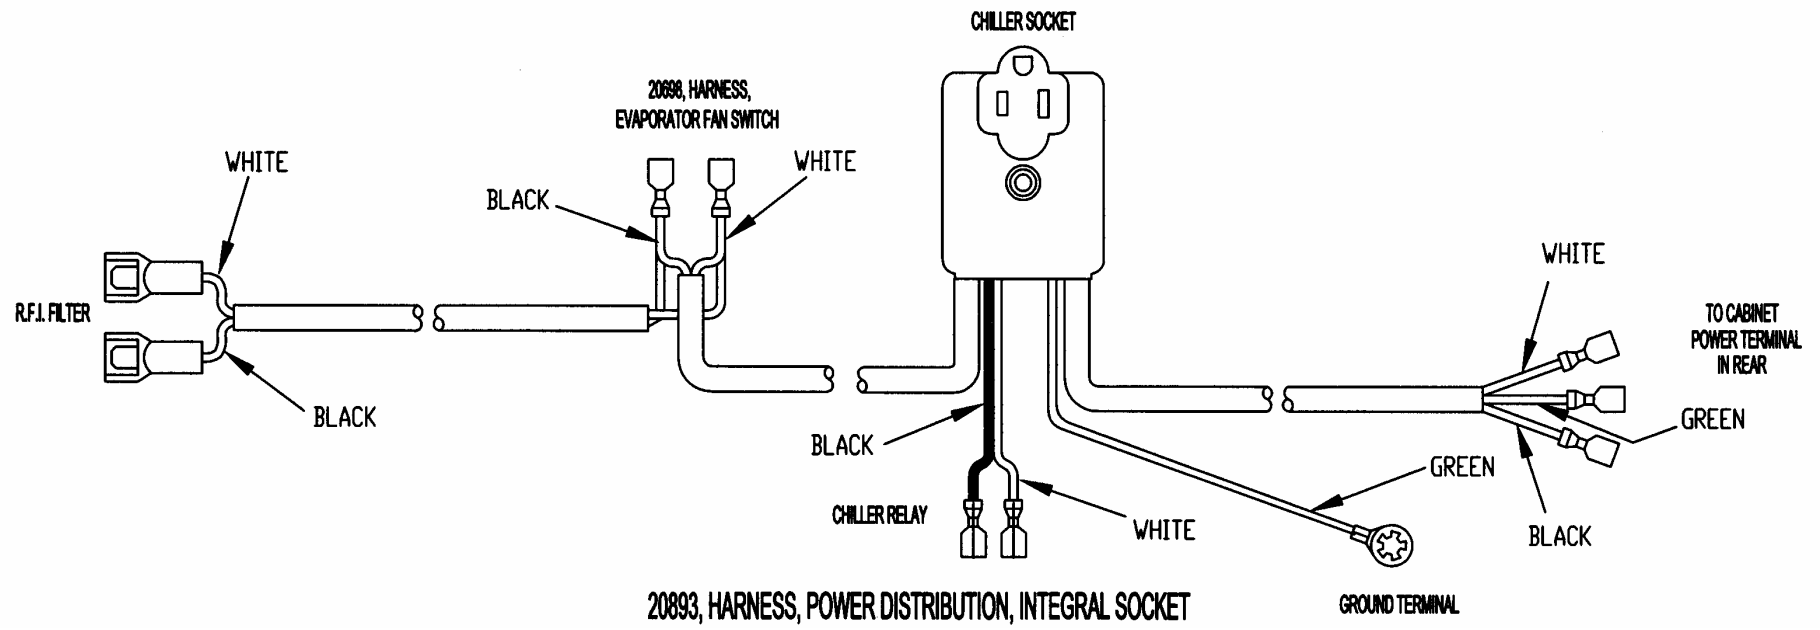 CHILLER SOCKET
20698, HARNESS,
EVAPORATOR FAN SWITCH
WHITE
WHITE
BLACK
R.F.I. FILTER
BLACK
WHITE
TO CABINET
POWER TERMINAL
IN REAR
GREEN
BLACK
GREEN
BLACK
CHILLER RELAY
WHITE
GROUND TERMINAL
20893, HARNESS, POWER DISTRIBUTION, INTEGRAL SOCKET